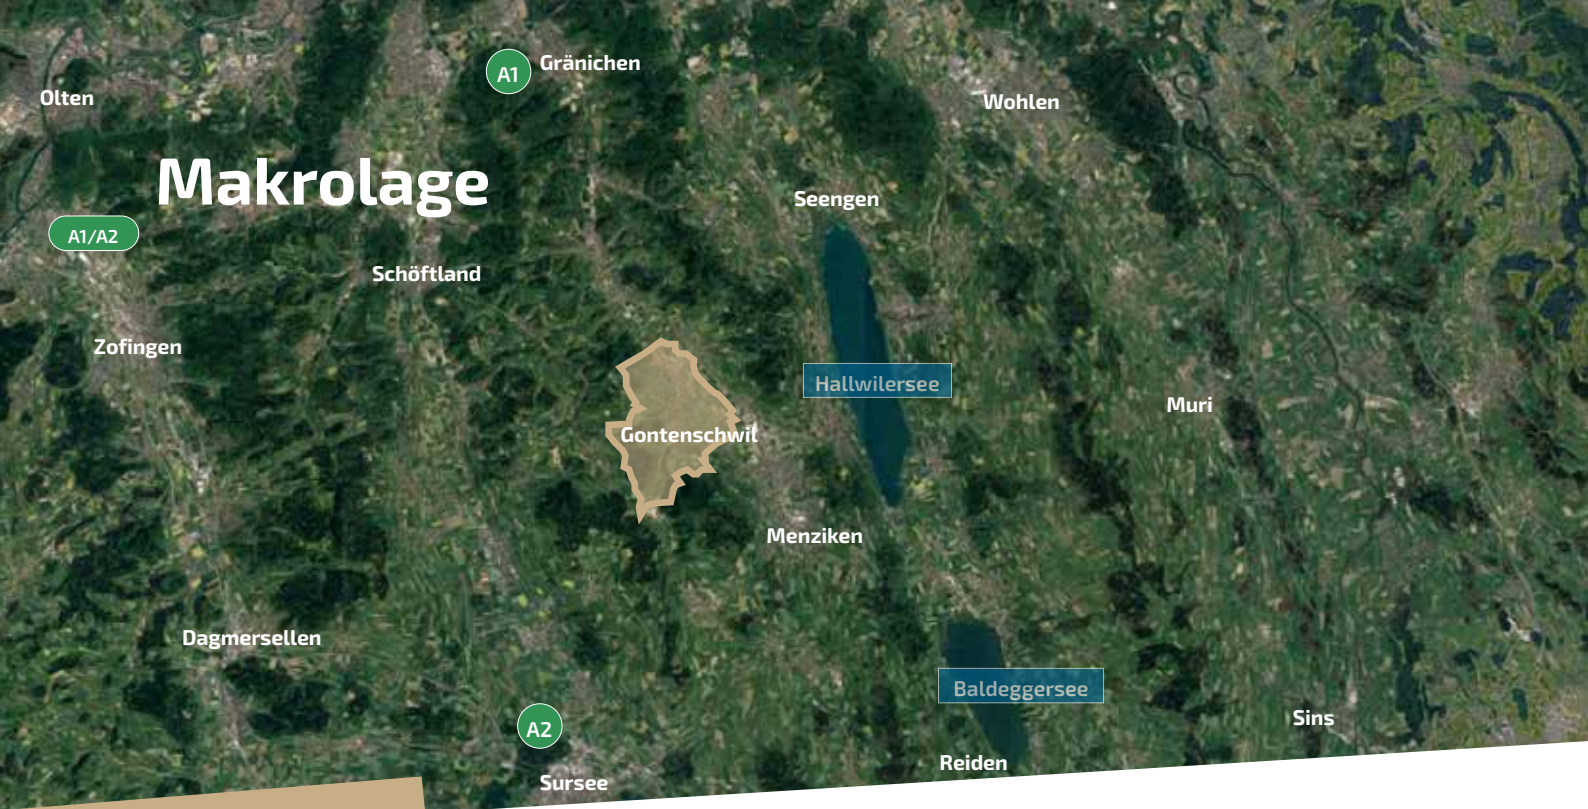 A1
Gränichen
Olten
Wohlen
Makrolage
Seengen
A1/A2
Schöftland
Zofingen
Hallwilersee
Muri
Gontenschwil
Menziken
Dagmersellen
Baldeggersee
Sins
A2
Reiden
Sursee